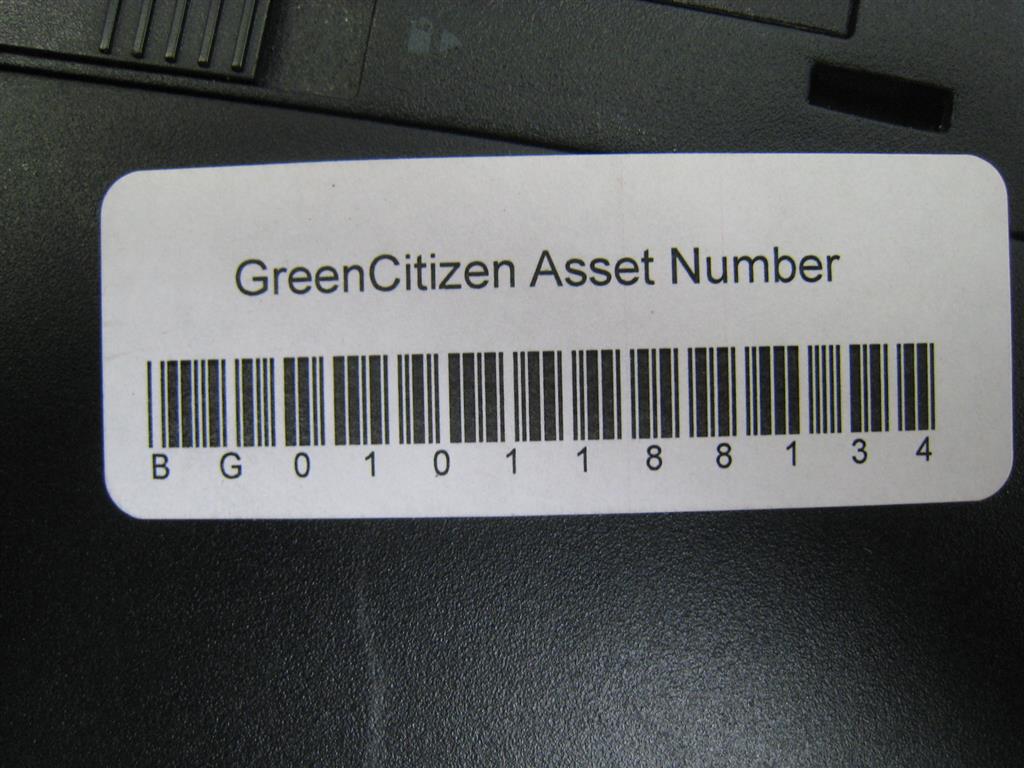 GreenCitizen Asset Number
B G 0 1 0 1 1 8 8 1 3 4